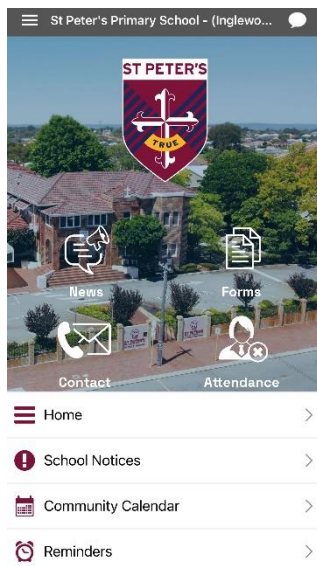 St Peter's Primary School - (Inglewo...
ST PETER'S
TRUE
News
Forms
Contact
Attendance
Home
School Notices
Community Calendar
Reminders